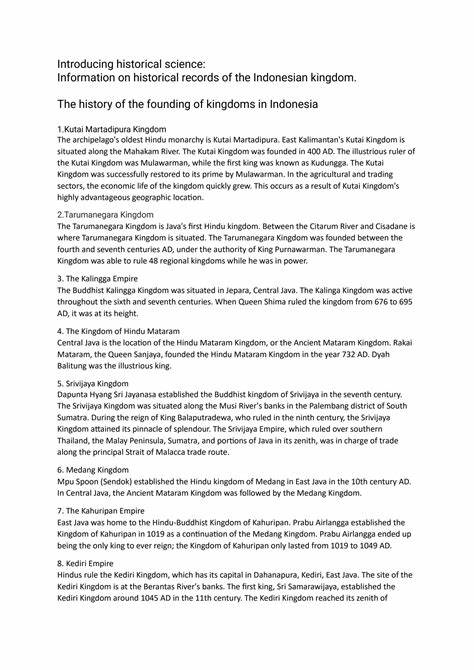 Introducing historical science:
Information on historical records of the Indonesian kingdom.
The history of the founding of kingdoms in Indonesia
1.Kutai Martadipura Kingdom
The archipelago's oldest Hindu monarchy is Kutai Martadipura. East Kalimantan's Kutai Kingdom is
situated along the Mahakam River. The Kutai Kingdom was founded in 400 AD. The illustrious ruler of
the Kutai Kingdom was Mulawarman, while the first king was known as Kudungga. The Kutai
Kingdom was successfully restored to its prime by Mulawarman. In the agricultural and trading
sectors, the economic life of the kingdom quickly grew. This occurs as a result of Kutai Kingdom's
highly advantageous geographic location.
2.Tarumanegara Kingdom
The Tarumanegara Kingdom is Java's first Hindu kingdom. Between the Citarum River and Cisadane is
where Tarumanegara Kingdom is situated. The Tarumanegara Kingdom was founded between the
fourth and seventh centuries AD, under the authority of King Purnawarman. The Tarumanegara
Kingdom was able to rule 48 regional kingdoms while he was in power.
3. The Kalingga Empire
The Buddhist Kalingga Kingdom was situated in Jepara, Central Java. The Kalinga Kingdom was active
throughout the sixth and seventh centuries. When Queen Shima ruled the kingdom from 676 to 695
AD, it was at its height.
4. The Kingdom of Hindu Mataram
Central Java is the location of the Hindu Mataram Kingdom, or the Ancient Mataram Kingdom. Rakai
Mataram, the Queen Sanjaya, founded the Hindu Mataram Kingdom in the year 732 AD. Dyah
Balitung was the illustrious king.
5. Srivijaya Kingdom
Dapunta Hyang Sri Jayanasa established the Buddhist kingdom of Srivijaya in the seventh century.
The Srivijaya Kingdom was situated along the Musi River's banks in the Palembang district of South
Sumatra. During the reign of King Balaputradewa, who ruled in the ninth century, the Srivijaya
Kingdom attained its pinnacle of splendour. The Srivijaya Empire, which ruled over southern
Thailand, the Malay Peninsula, Sumatra, and portions of Java in its zenith, was in charge of trade
along the principal Strait of Malacca trade route.
6. Medang Kingdom
Mpu Spoon (Sendok) established the Hindu kingdom of Medang in East Java in the 10th century AD.
In Central Java, the Ancient Mataram Kingdom was followed by the Medang Kingdom.
7. The Kahuripan Empire
East Java was home to the Hindu-Buddhist Kingdom of Kahuripan. Prabu Airlangga established the
Kingdom of Kahuripan in 1019 as a continuation of the Medang Kingdom. Prabu Airlangga ended up
being the only king to ever reign; the Kingdom of Kahuripan only lasted from 1019 to 1049 AD.
8. Kediri Empire
Hindus rule the Kediri Kingdom, which has its capital in Dahanapura, Kediri, East Java. The site of the
Kediri Kingdom is at the Berantas River's banks. The first king, Sri Samarawijaya, established the
Kediri Kingdom around 1045 AD in the 11th century. The Kediri Kingdom reached its zenith of